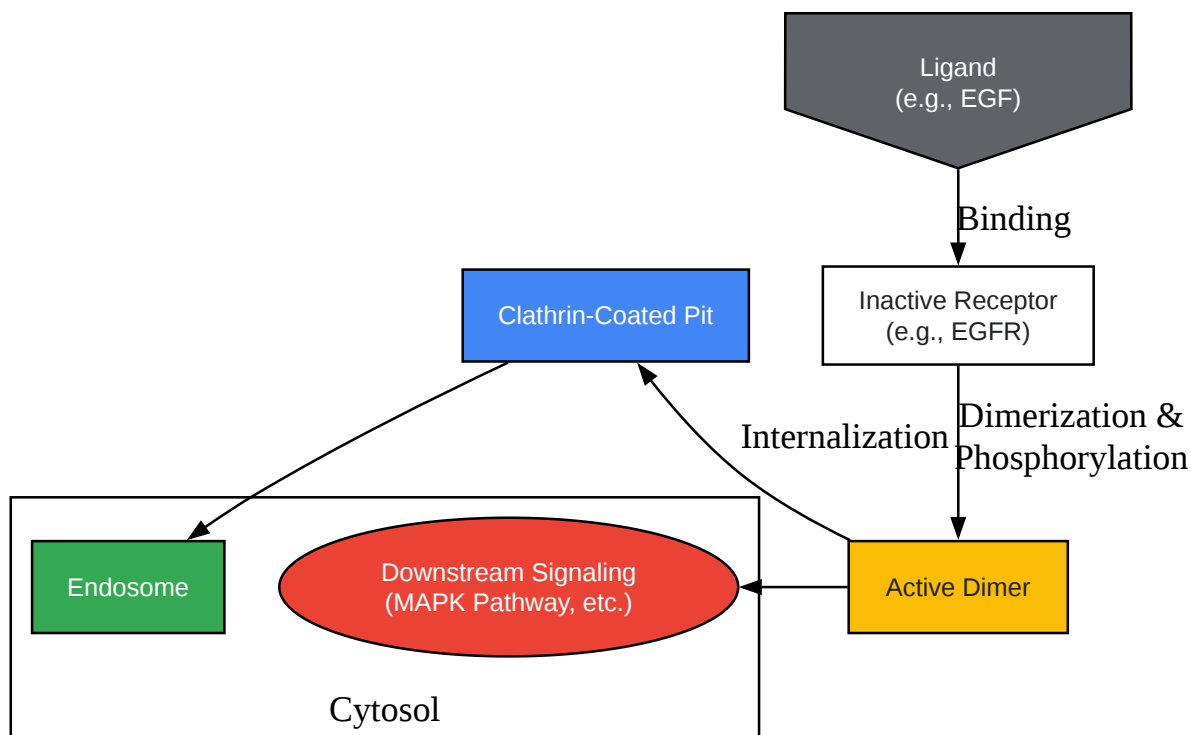 Ligand
(e.g., EGF)
Binding
Clathrin-Coated Pit
Inactive Receptor
(e.g., EGFR)
Internalization
Dimerization &
Phosphorylation
Endosome
Downstream Signaling
(MAPK Pathway, etc.)
Active Dimer
Cytosol